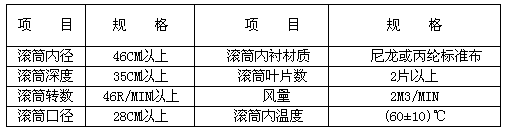 项 目 规 格 项 目 规 格
滚筒内径 46CM以上 滚筒内衬材质 尼龙或丙纶标准布
滚筒深度 35CM以上 滚筒叶片数 2片以上
滚筒转数 46R/MIN以上 风量 2M3/MIN
滚筒口径 28CM以上 滚筒内温度 (60±10)℃